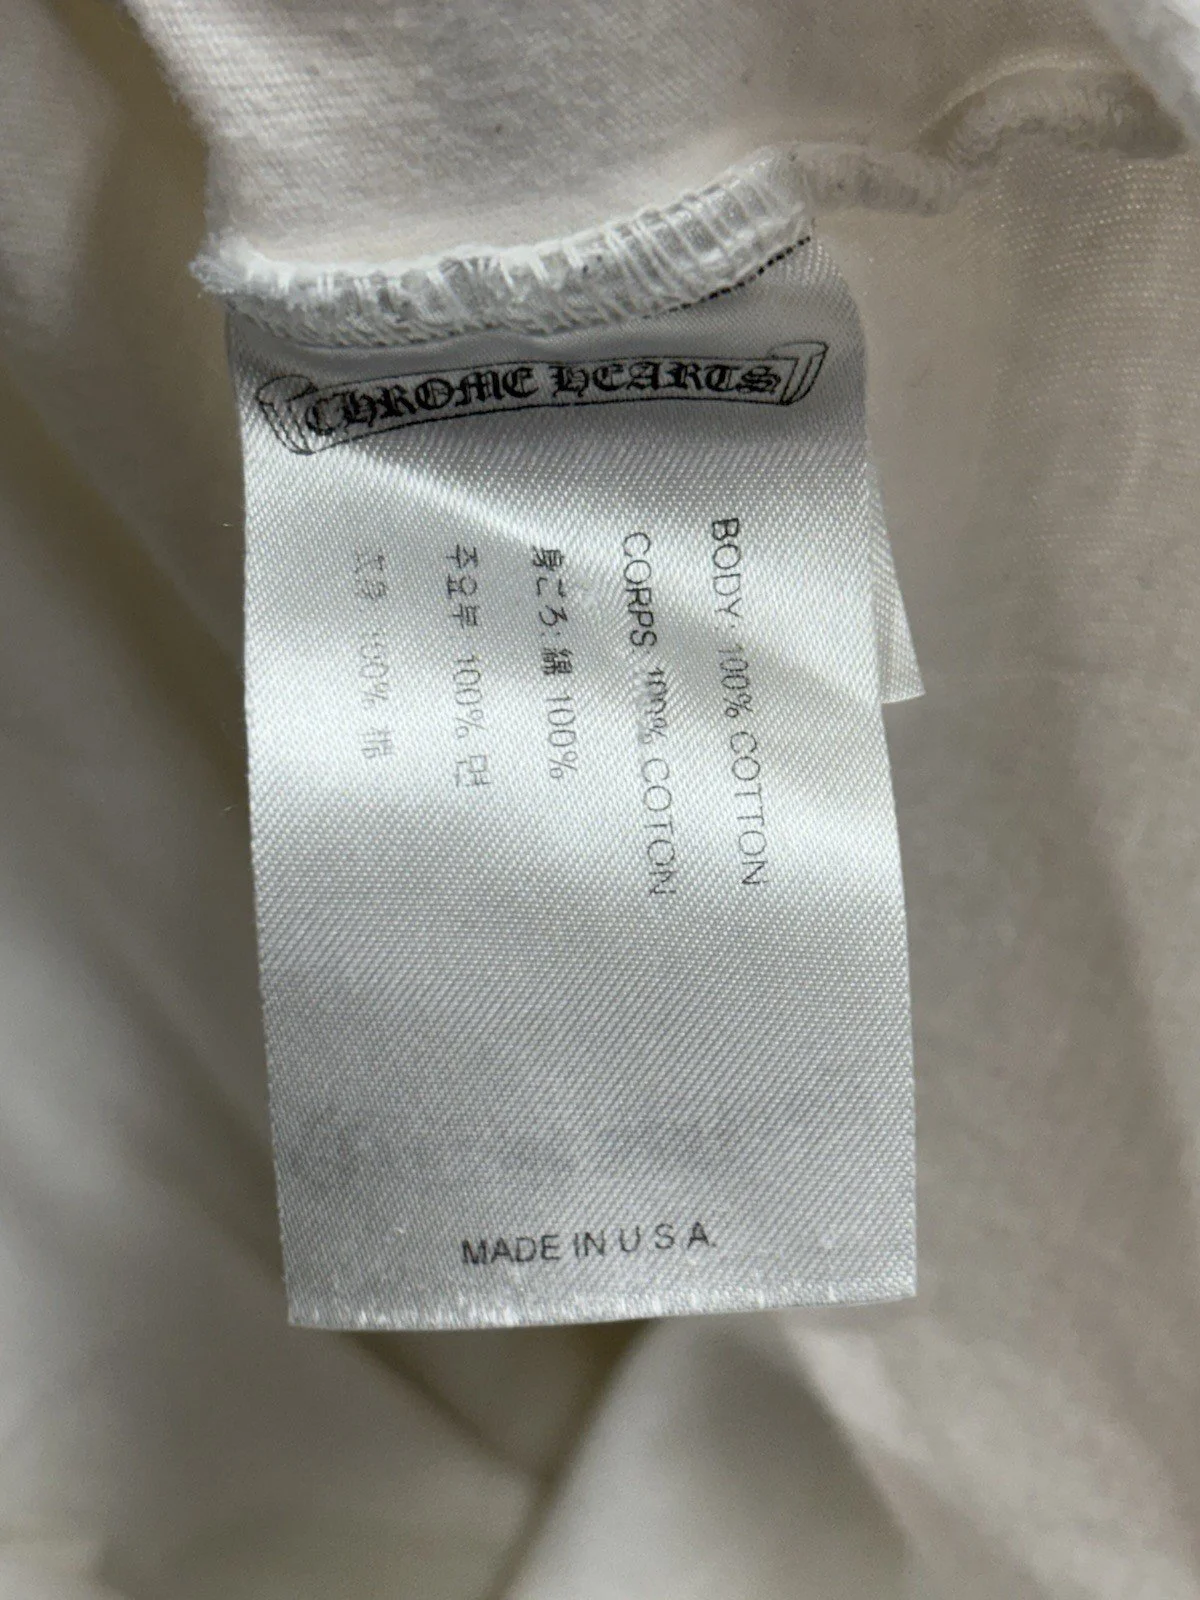 CHROME HEARTS
BODY 100% COTTON
CORPS 100% COTON
身ごろ: 綿 100%
주요부 100% 면
100% 棉
MADE IN U S A.